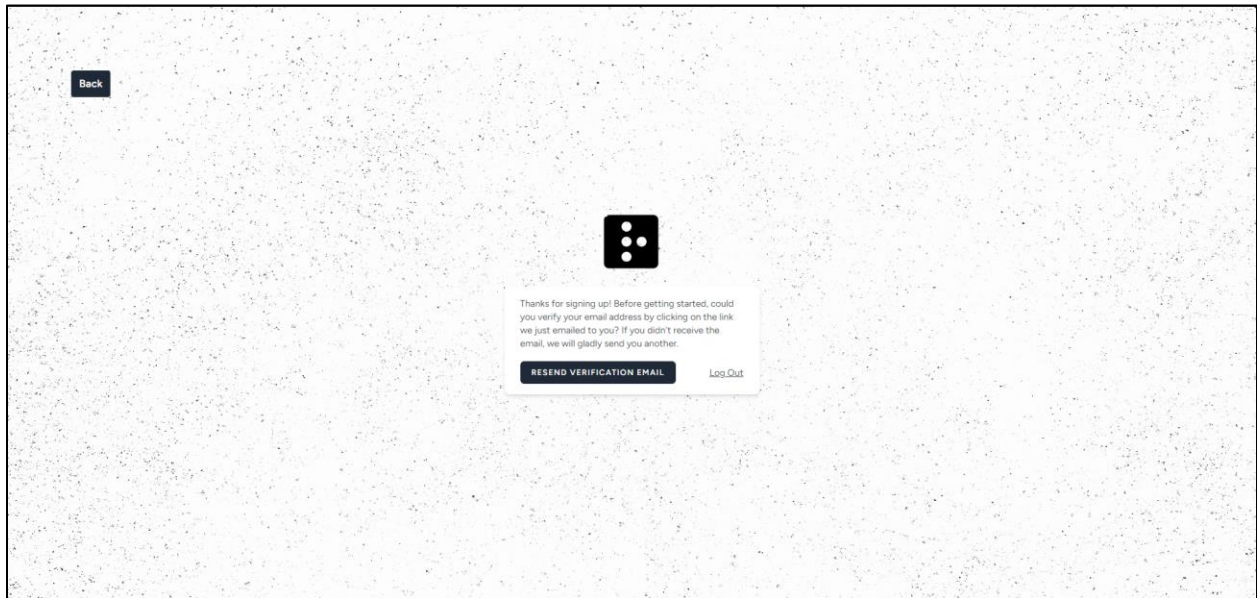 Back
Thanks for signing up! Before getting started, could
you verify your email address by clicking on the link
we just emailed to you? If you didn't receive the
email, we will gladly send you another.
RESEND VERIFICATION EMAIL
Log Out